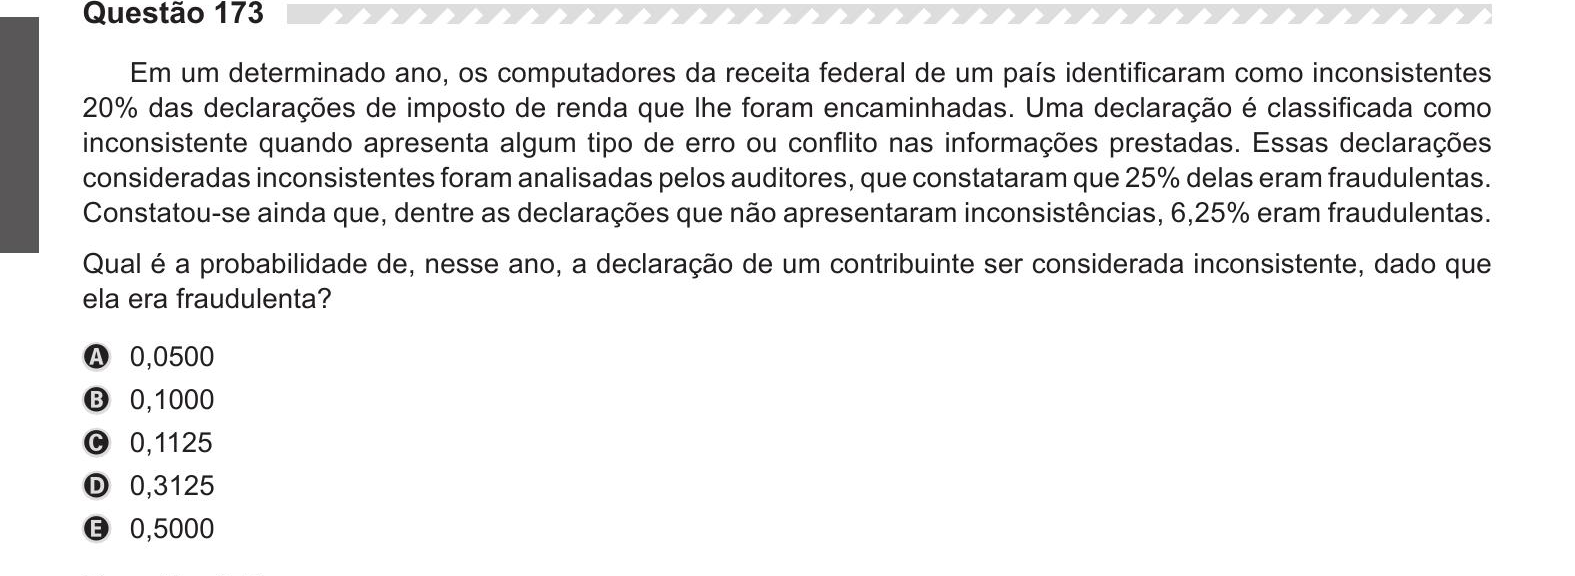 Questão 173
Em um determinado ano, os computadores da receita federal de um país identificaram como inconsistentes
20% das declarações de imposto de renda que lhe foram encaminhadas. Uma declaração é classificada como
inconsistente quando apresenta algum tipo de erro ou conflito nas informações prestadas. Essas declarações
consideradas inconsistentes foram analisadas pelos auditores, que constataram que 25% delas eram fraudulentas.
Constatou-se ainda que, dentre as declarações que não apresentaram inconsistências, 6,25% eram fraudulentas.
Qual é a probabilidade de, nesse ano, a declaração de um contribuinte ser considerada inconsistente, dado que
ela era fraudulenta?
A 0,0500
B 0,1000
C 0,1125
D 0,3125
E 0,5000